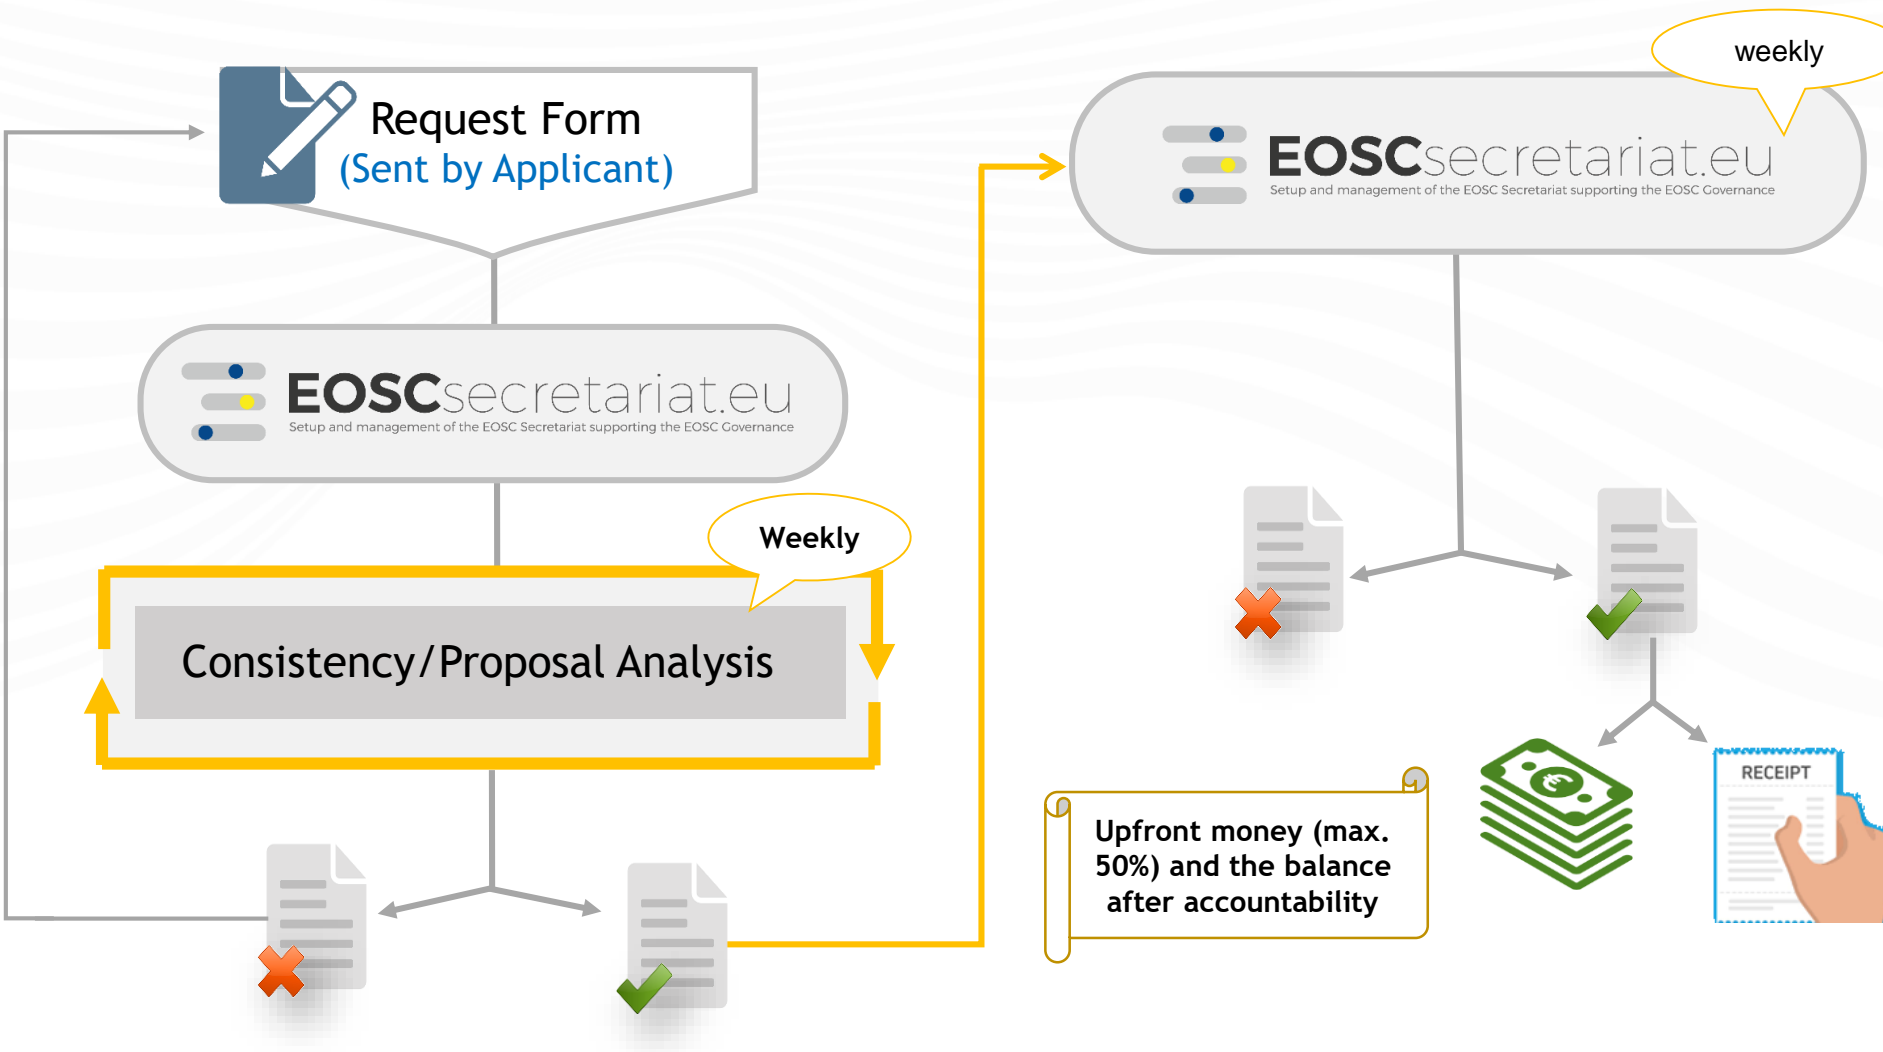 Request Form
(Sent by Applicant)
EOSCsecretariat.eu
Setup and management of the EOSC Secretariat supporting the EOSC Governance
Weekly
Consistency/Proposal Analysis
weekly
EOSCsecretariat.eu
Setup and management of the EOSC Secretariat supporting the EOSC Governance
Upfront money (max.
50%) and the balance
after accountability
€
RECEIPT